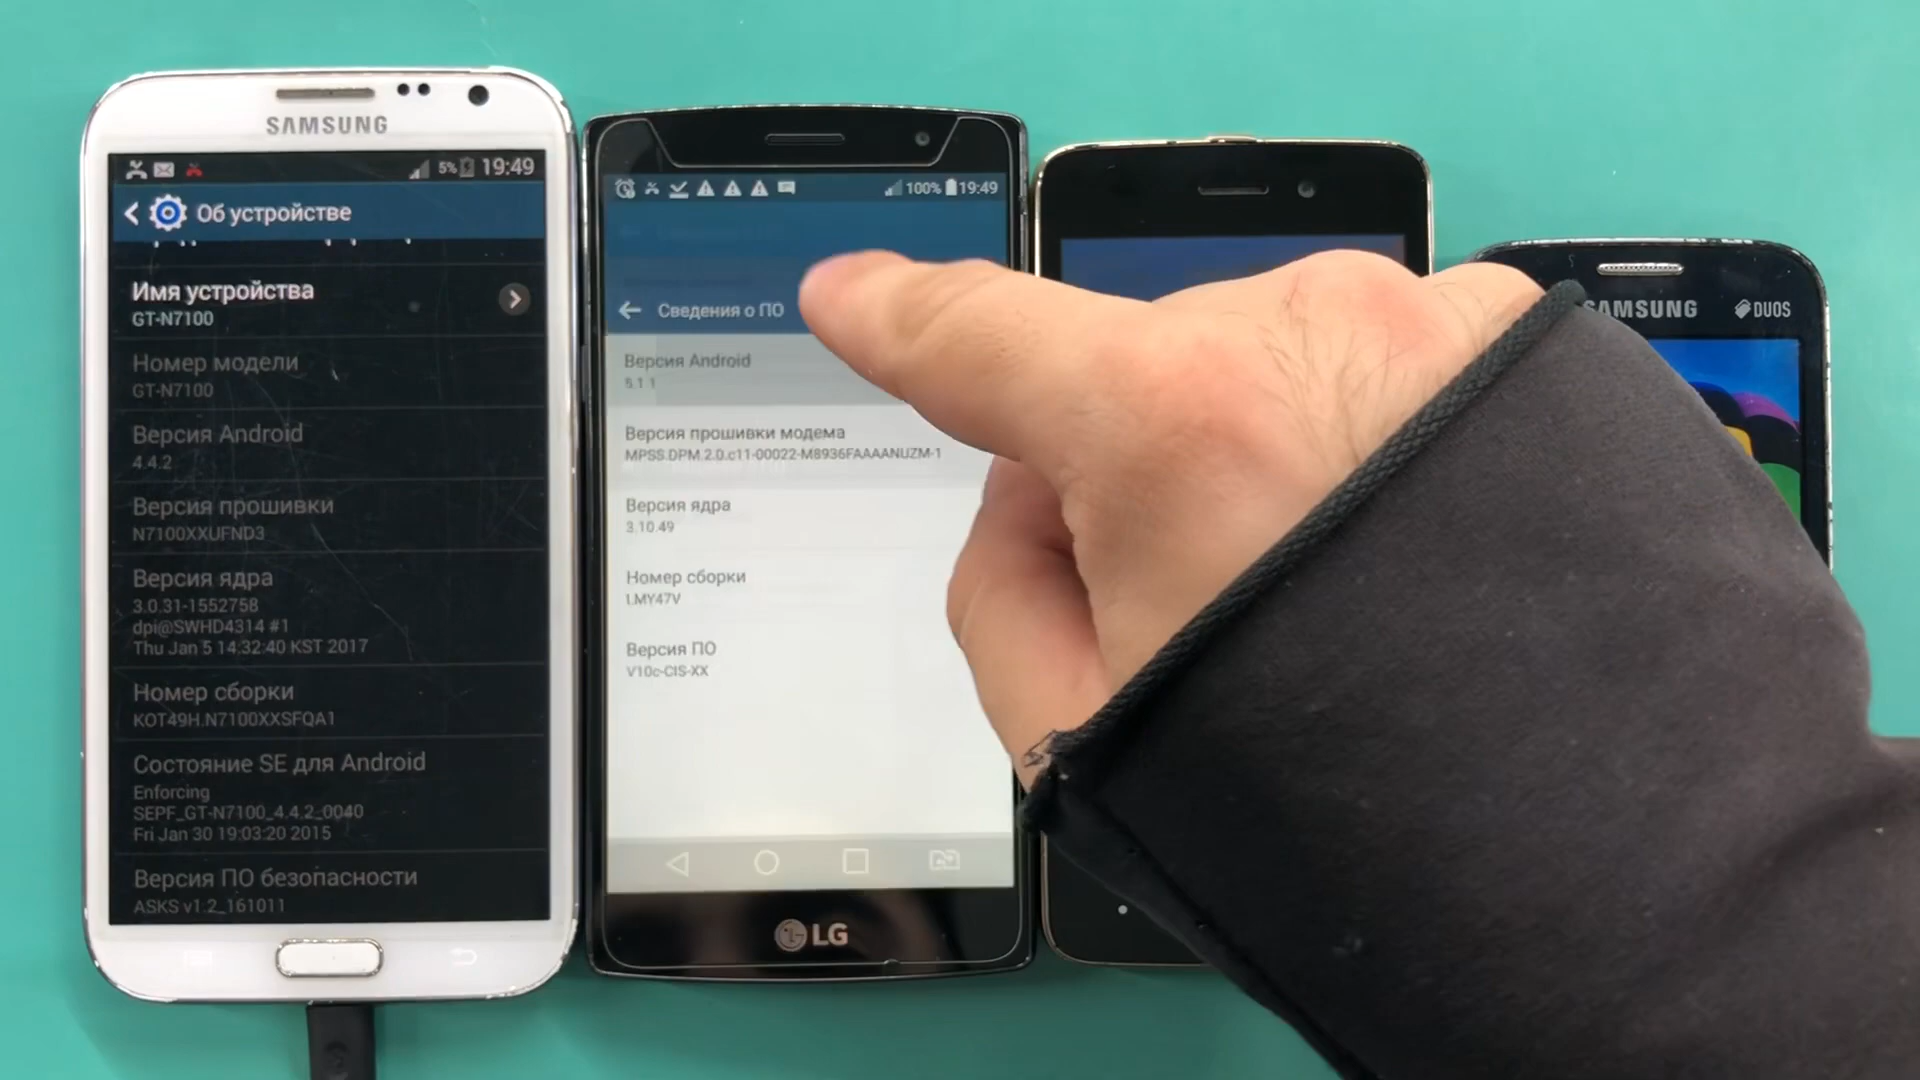 SAMSUNG
5% 19:49
Об устройстве
Имя устройства
GT-N7100
Номер модели
GT-N7100
Версия Android
4.4.2
Версия прошивки
N7100XXUFND3
Версия ядра
3.0.31-1552758
dpi@SWHD4314 #1
Thu Jan 5 14:32:40 KST 2017
Номер сборки
KOT49H.N7100XXSFQA1
Состояние SE для Android
Enforcing
SEPF_GT-N7100_4.4.2_0040
Fri Jan 30 19:03:20 2015
Версия ПО безопасности
ASKS v1.2_161011
100% 19:49
Сведения о ПО
Версия Android
5.1.1
Версия прошивки модема
MPSS.DPM.2.0.c11-00022-M8936FAAAANUZM-1
Версия ядра
3.10.49
Номер сборки
LMY47V
Версия ПО
V10c-CIS-XX
LG
SAMSUNG
DUOS